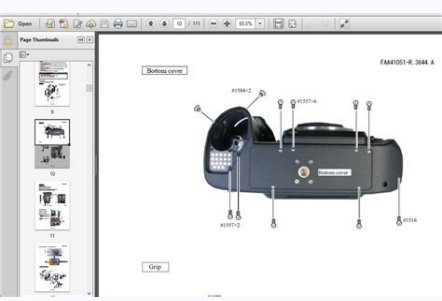 Open
10 / 111
93.5%
Page Thumbnails
9
10
11
FAA41051-R. 3644. A
Bottom cover
#1584×2
#1557×6
Bottom cover
#1557×2
#1516
Grip